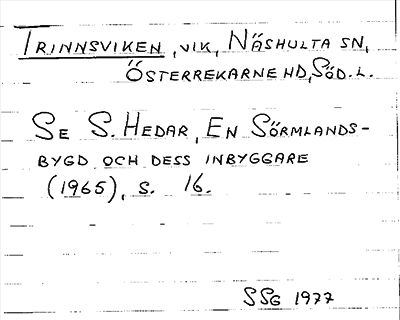 TRINNSVIKEN, VIK, NÄSHULTA SN,
ÖSTERREKARNE HD, SÖD. L.
SE S. HEDAR, EN SÖRMLANDS-
BYGD OCH DESS INBYGGARE
(1965), S. 16.
SSG 1977